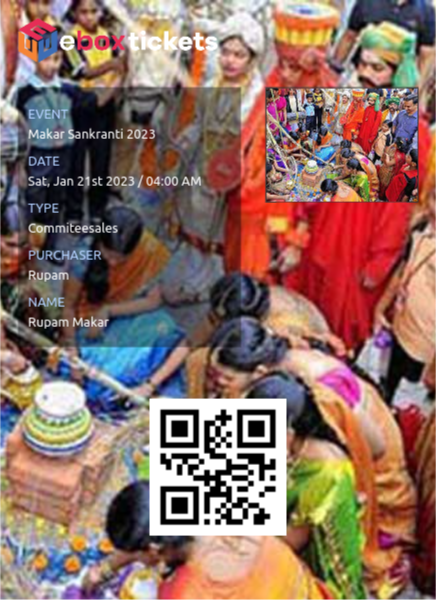 eboxtickets
EVENT
Makar Sankranti 2023
DATE
Sat, Jan 21st 2023 / 04:00 AM
TYPE
Commiteesales
PURCHASER
Rupam
NAME
Rupam Makar